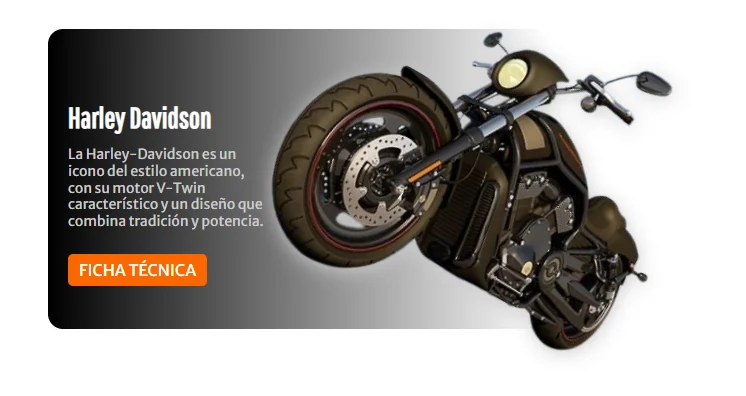 Harley Davidson
La Harley-Davidson es un
icono del estilo americano,
con su motor V-Twin
característico y un diseño que
combina tradición y potencia.
FICHA TÉCNICA